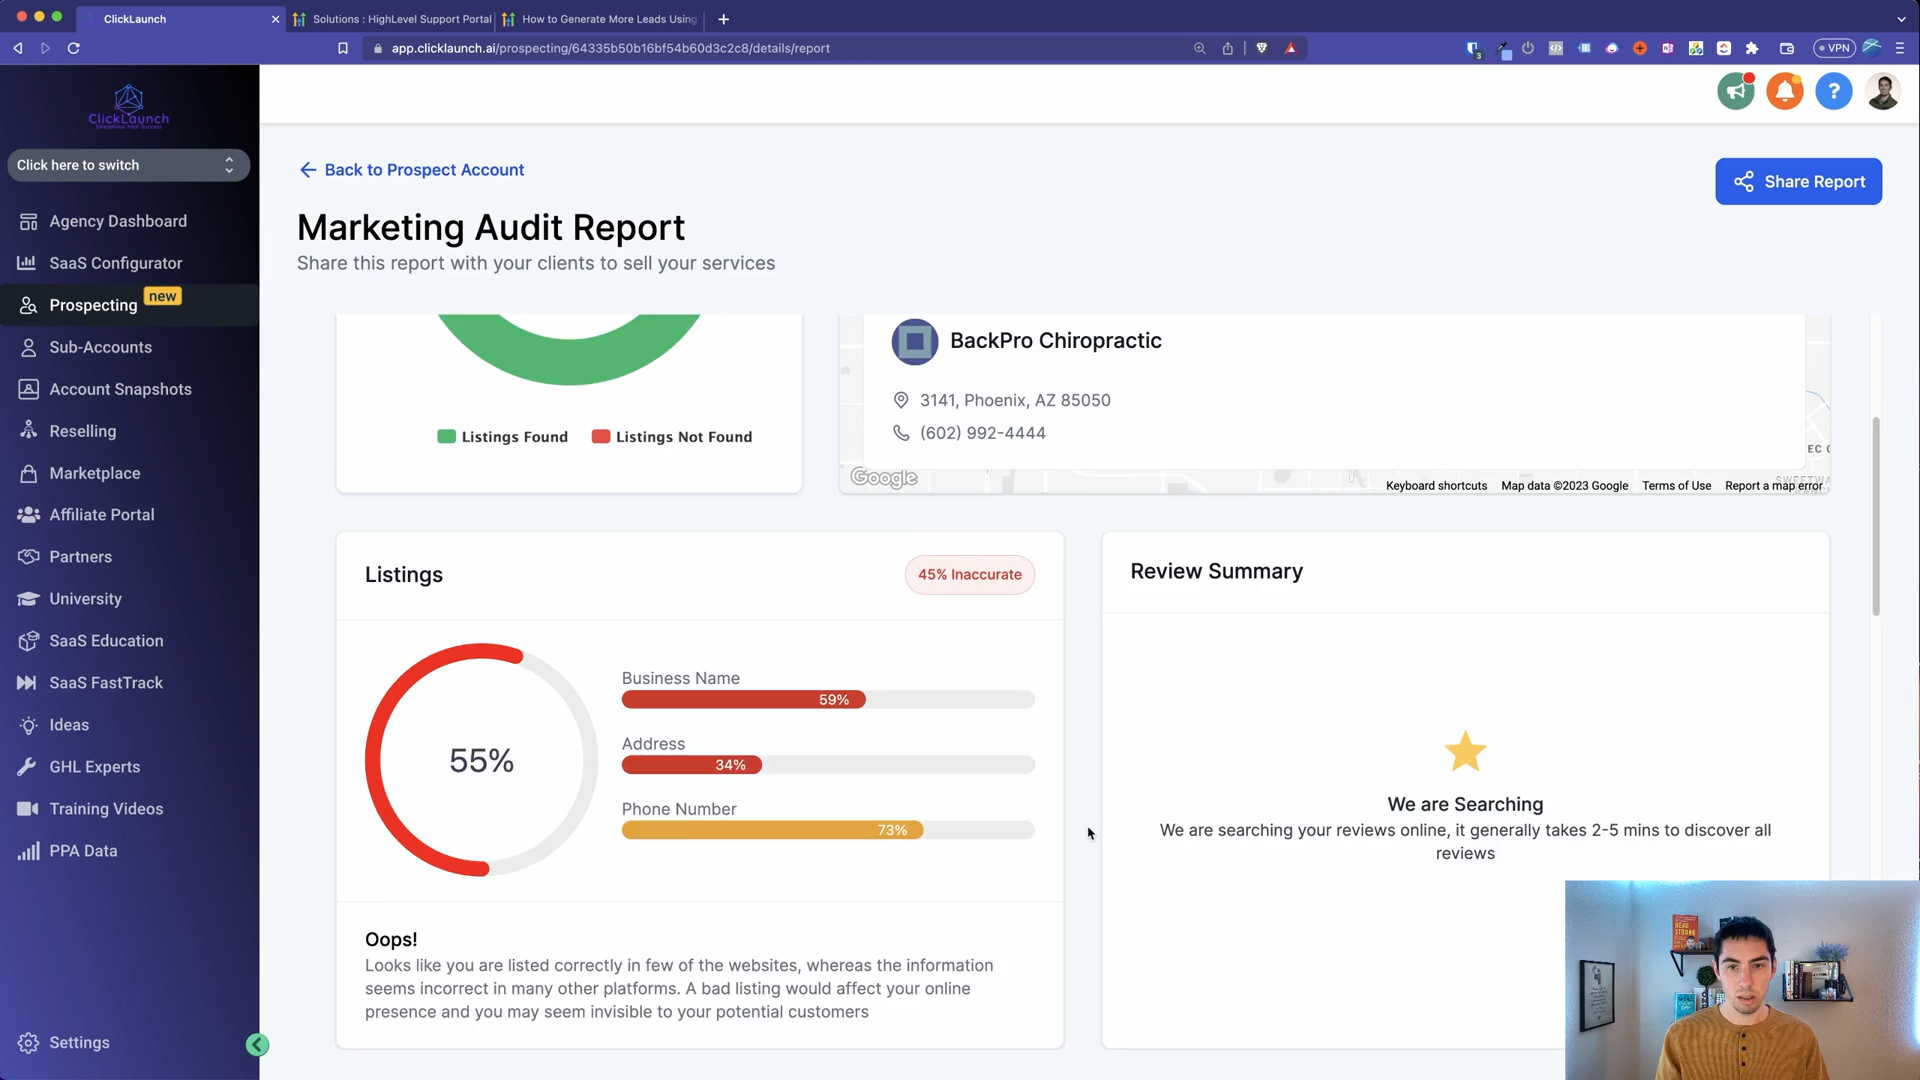 ClickLaunch
Solutions : HighLevel Support Portal
How to Generate More Leads Using
app.clicklaunch.ai/prospecting/64335b50b16bf54b60d3c2c8/details/report
3
VPN
ClickLaunch
Streamline Your Success
Click here to switch
Agency Dashboard
SaaS Configurator
Prospecting
new
Sub-Accounts
Account Snapshots
Reselling
Marketplace
Affiliate Portal
Partners
University
SaaS Education
SaaS FastTrack
Ideas
GHL Experts
Training Videos
PPA Data
Settings
Back to Prospect Account
Share Report
Marketing Audit Report
Share this report with your clients to sell your services
Listings Found
Listings Not Found
BackPro Chiropractic
3141, Phoenix, AZ 85050
(602) 992-4444
Google
Keyboard shortcuts
Map data ©2023 Google
Terms of Use
Report a map error
Listings
45% Inaccurate
55%
Business Name
59%
Address
34%
Phone Number
73%
Oops!
Looks like you are listed correctly in few of the websites, whereas the information
seems incorrect in many other platforms. A bad listing would affect your online
presence and you may seem invisible to your potential customers
Review Summary
We are Searching
We are searching your reviews online, it generally takes 2-5 mins to discover all
reviews
HEAD
STRONG